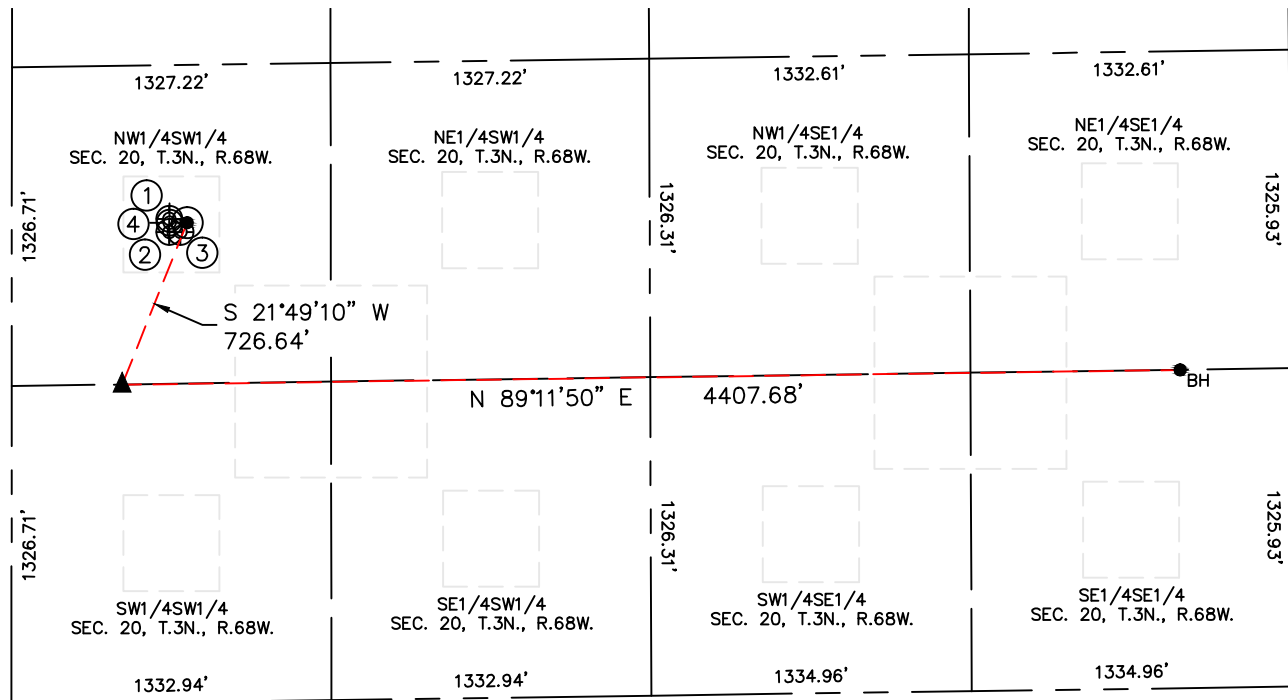 1327.22'
1327.22'
1332.61'
1332.61'
NW1/4SW1/4
SEC. 20, T.3N., R.68W.
NE1/4SW1/4
SEC. 20, T.3N., R.68W.
NW1/4SE1/4
SEC. 20, T.3N., R.68W.
NE1/4SE1/4
SEC. 20, T.3N., R.68W.
1326.71'
1
4
2
3
1326.31'
1325.93'
S 21°49'10" W
726.64'
N 89°11'50" E
4407.68'
BH
1326.71'
1326.31'
1325.93'
SW1/4SW1/4
SEC. 20, T.3N., R.68W.
SE1/4SW1/4
SEC. 20, T.3N., R.68W.
SW1/4SE1/4
SEC. 20, T.3N., R.68W.
SE1/4SE1/4
SEC. 20, T.3N., R.68W.
1332.94'
1332.94'
1334.96'
1334.96'